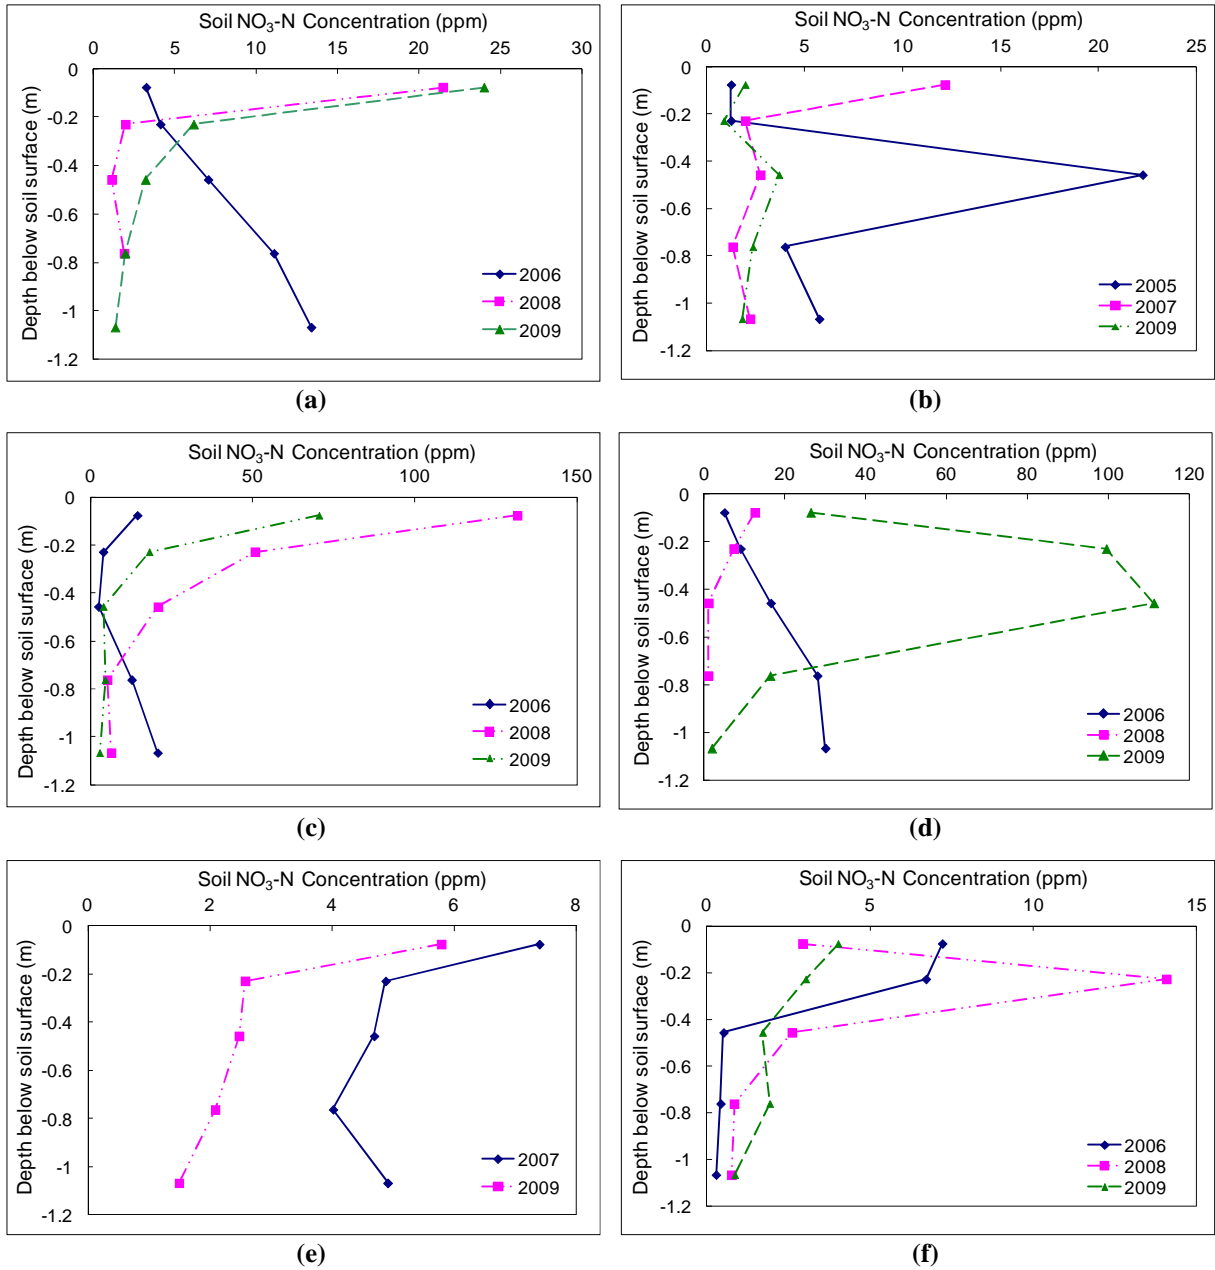 Soil NO₃-N Concentration (ppm)
0 5 10 15 20 25 30
Depth below soil surface (m)
0
-0.2
-0.4
-0.6
-0.8
-1
-1.2
2006
2008
2009
(a)
Soil NO₃-N Concentration (ppm)
0 5 10 15 20 25
Depth below soil surface (m)
0
-0.2
-0.4
-0.6
-0.8
-1
-1.2
2005
2007
2009
(b)
Soil NO₃-N Concentration (ppm)
0 50 100 150
Depth below soil surface (m)
0
-0.2
-0.4
-0.6
-0.8
-1
-1.2
2006
2008
2009
(c)
Soil NO₃-N Concentration (ppm)
0 20 40 60 80 100 120
Depth below soil surface (m)
0
-0.2
-0.4
-0.6
-0.8
-1
-1.2
2006
2008
2009
(d)
Soil NO₃-N Concentration (ppm)
0 2 4 6 8
Depth below soil surface (m)
0
-0.2
-0.4
-0.6
-0.8
-1
-1.2
2007
2009
(e)
Soil NO₃-N Concentration (ppm)
0 5 10 15
Depth below soil surface (m)
0
-0.2
-0.4
-0.6
-0.8
-1
-1.2
2006
2008
2009
(f)